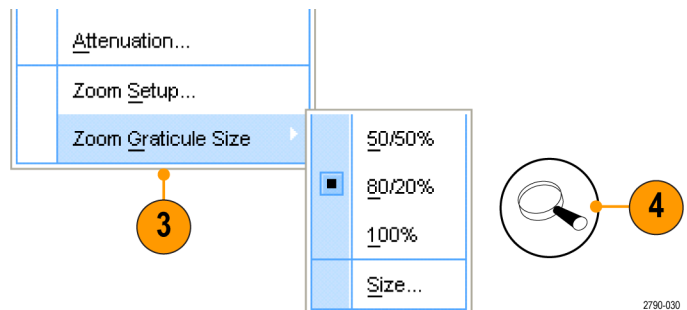 Attenuation...
Zoom Setup...
Zoom Graticule Size
50/50%
80/20%
100%
Size...
3
4
2790-030